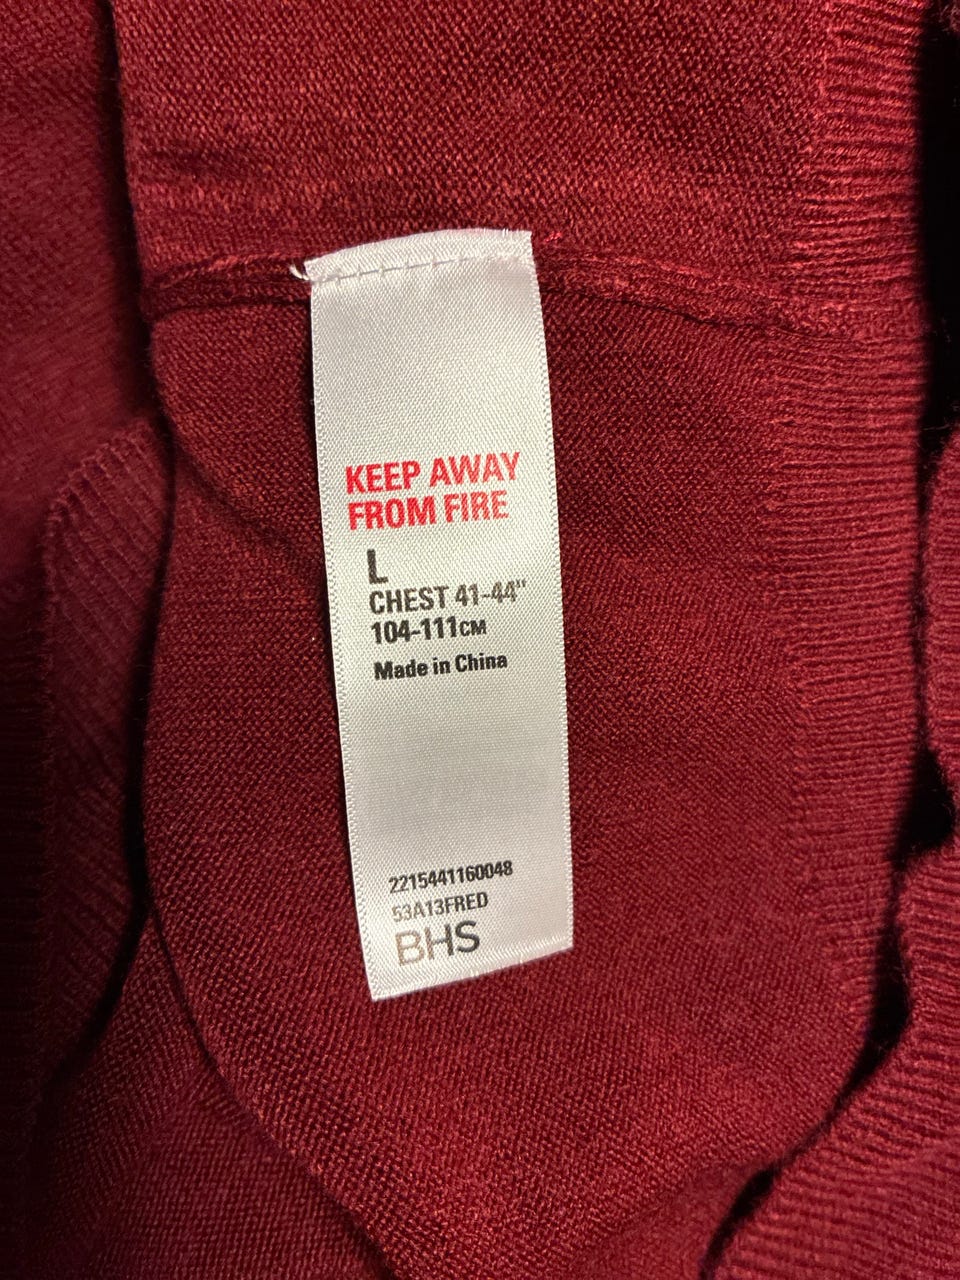 KEEP AWAY
FROM FIRE
L
CHEST 41-44"
104-111CM
Made in China
2215441160048
53A13FRED
BHS